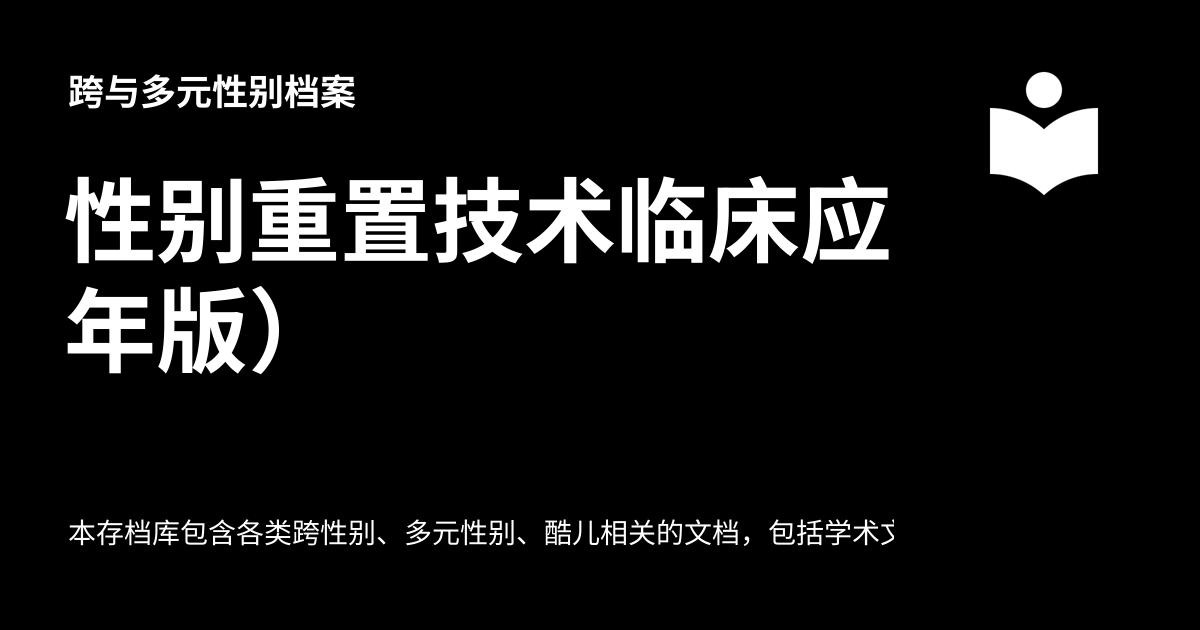 跨与多元性别档案
性别重置技术临床应
年版）
本存档库包含各类跨性别、多元性别、酷儿相关的文档，包括学术